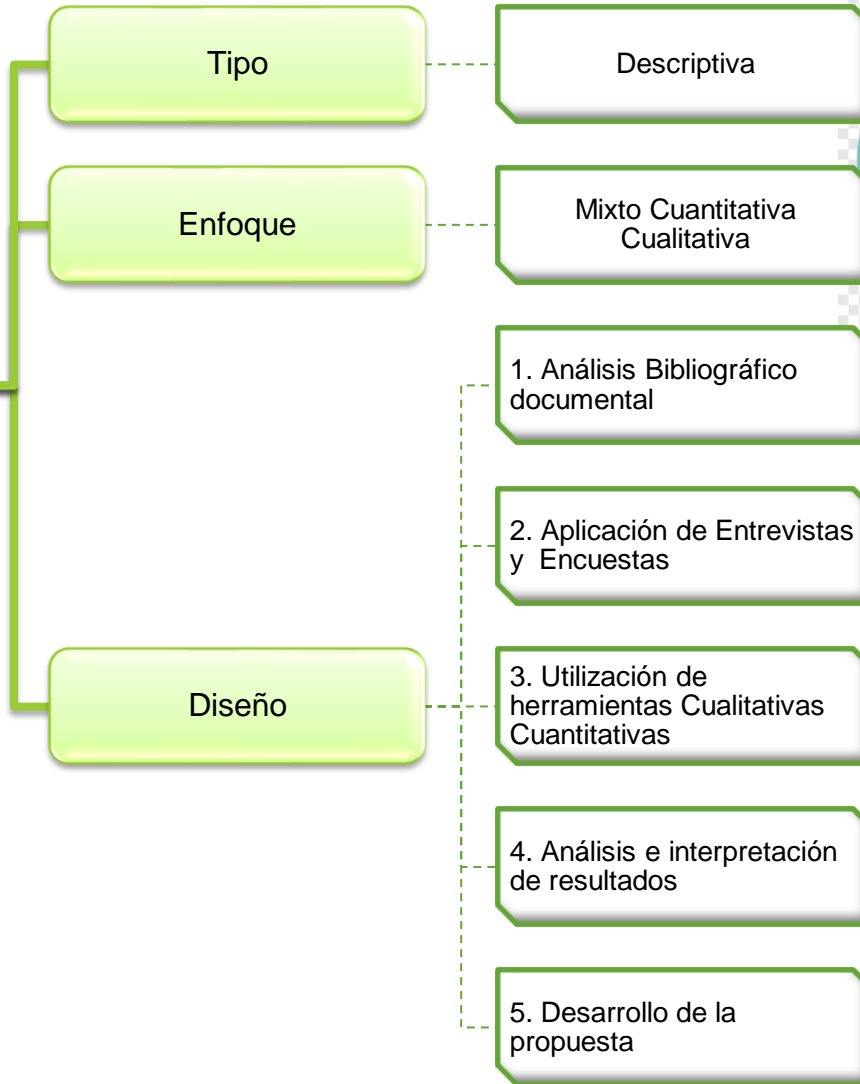 Tipo
Descriptiva
Enfoque
Mixto Cuantitativa
Cualitativa
Diseño
1. Análisis Bibliográfico
documental
2. Aplicación de Entrevistas
y  Encuestas
3. Utilización de
herramientas Cualitativas
Cuantitativas
4. Análisis e interpretación
de resultados
5. Desarrollo de la
propuesta